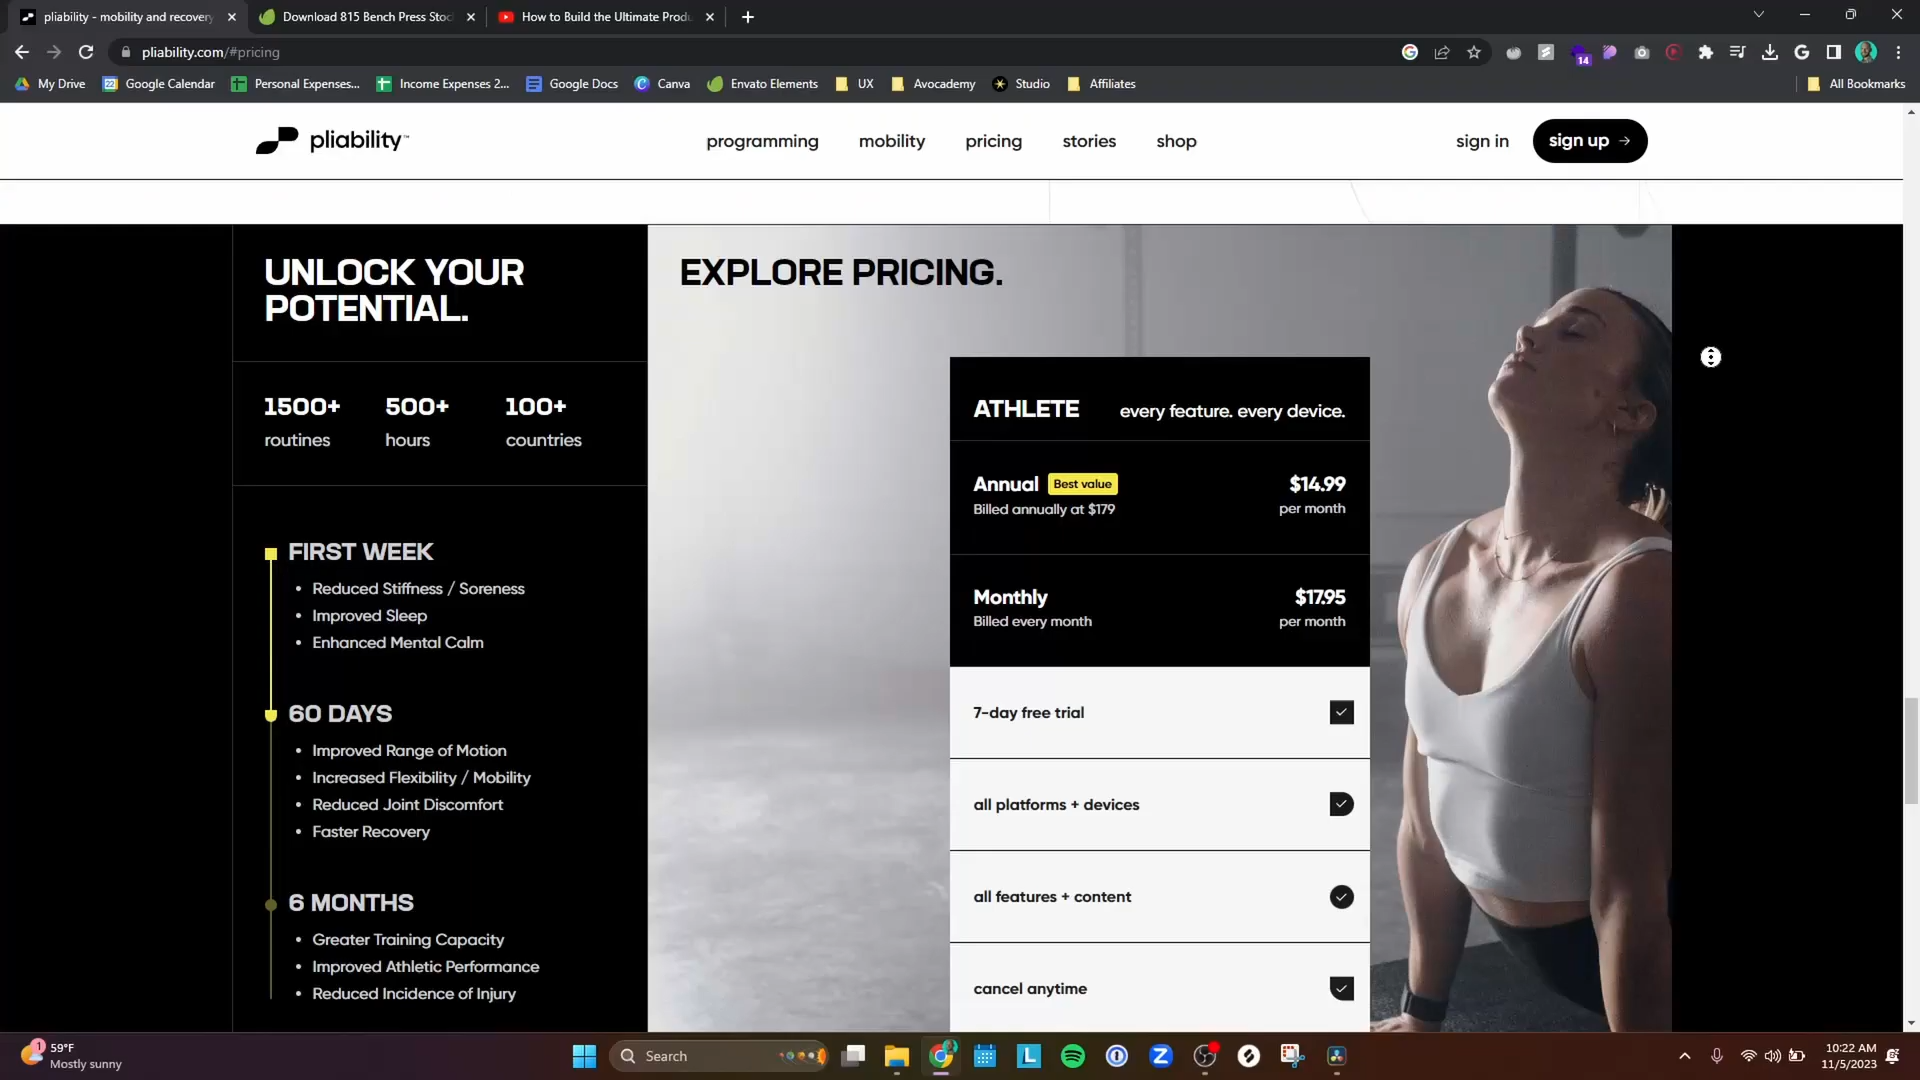 pliability - mobility and recovery
Download 815 Bench Press Stoc
How to Build the Ultimate Produ
pliability.com/#pricing
14
My Drive
22
Google Calendar
Personal Expenses...
Income Expenses 2...
Google Docs
Canva
Envato Elements
UX
Avocademy
Studio
Affiliates
All Bookmarks
pliability™
programming
mobility
pricing
stories
shop
sign in
sign up →
UNLOCK YOUR
POTENTIAL.
1500+
500+
100+
routines
hours
countries
FIRST WEEK
• Reduced Stiffness / Soreness
• Improved Sleep
• Enhanced Mental Calm
60 DAYS
• Improved Range of Motion
• Increased Flexibility / Mobility
• Reduced Joint Discomfort
• Faster Recovery
6 MONTHS
• Greater Training Capacity
• Improved Athletic Performance
• Reduced Incidence of Injury
EXPLORE PRICING.
ATHLETE every feature. every device.
Annual Best value $14.99
Billed annually at $179 per month
Monthly $17.95
Billed every month per month
7-day free trial
all platforms + devices
all features + content
cancel anytime
1
59°F
Mostly sunny
Search
L
10:22 AM
11/5/2023